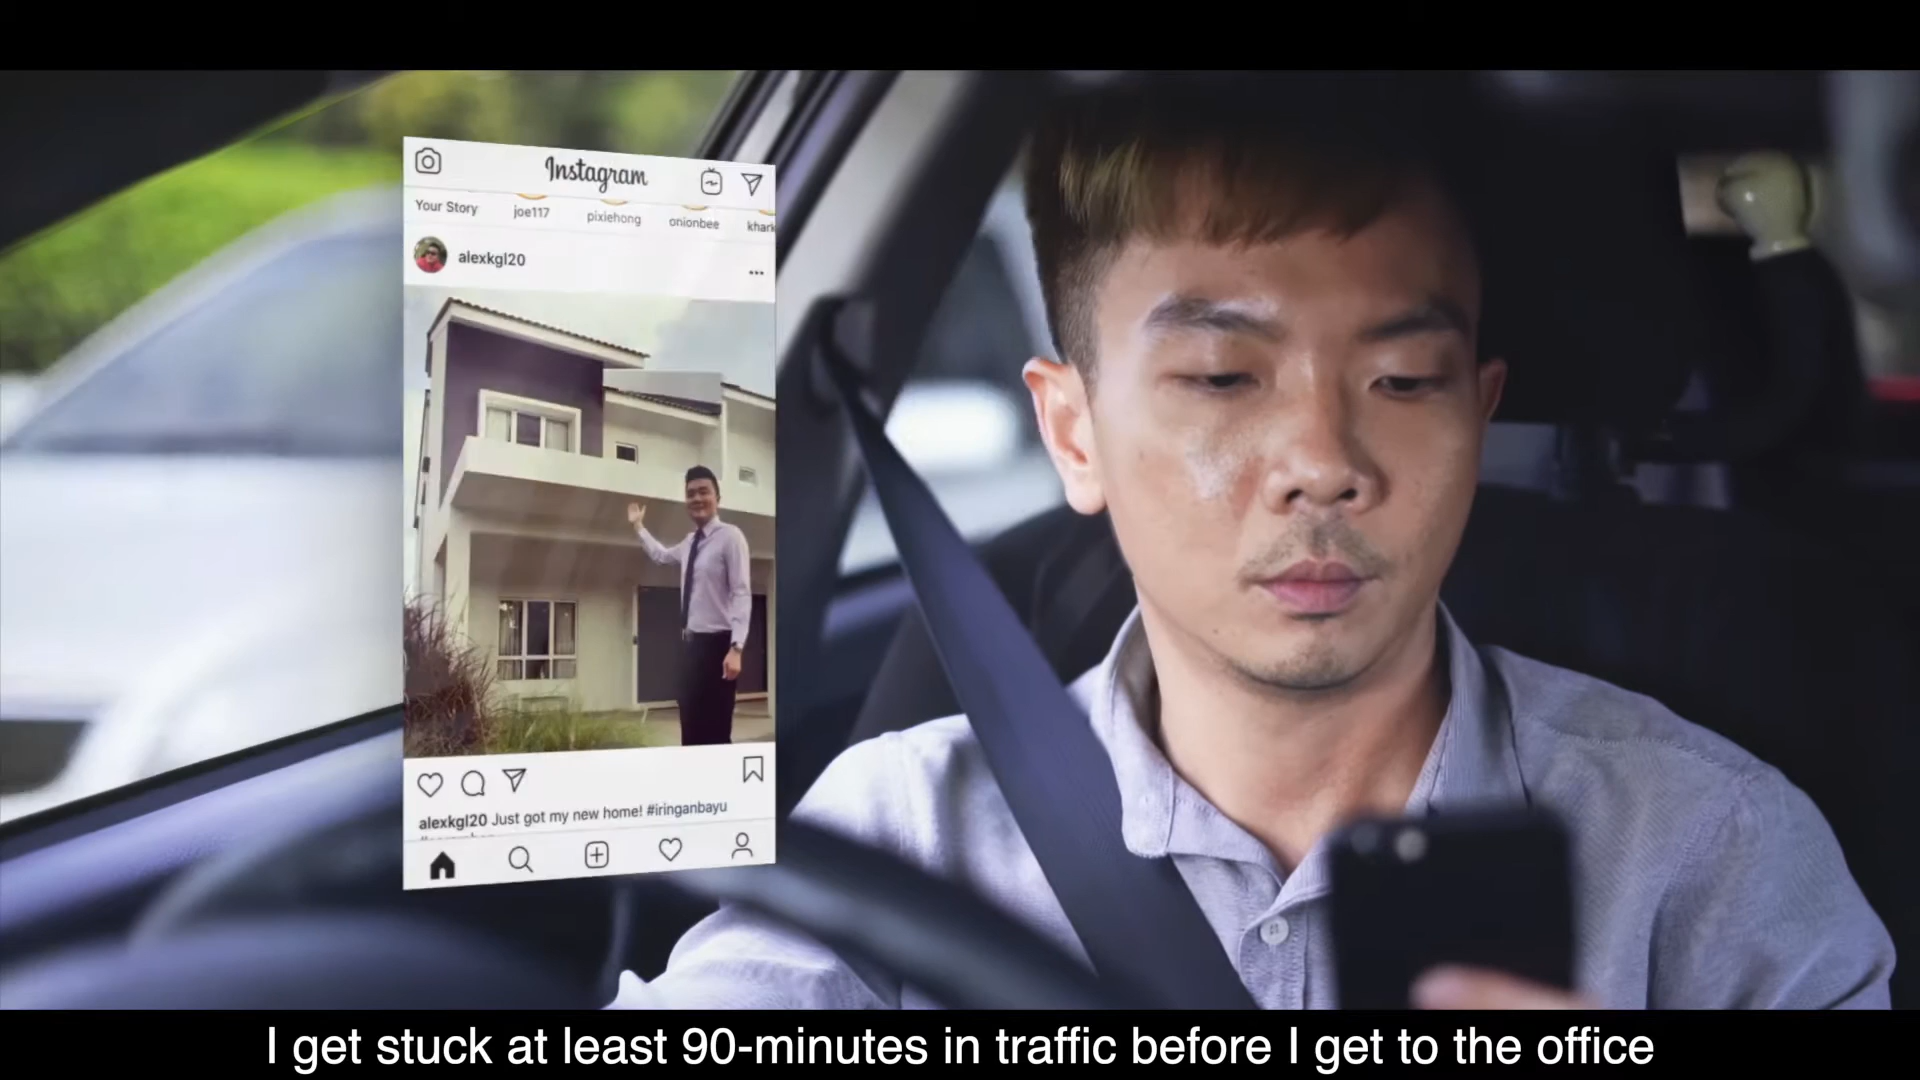 Instagram
Your Story joe117 pixiehong onionbee
alexkgl20
alexkgl20 Just got my new home! #iringanbayu
I get stuck at least 90-minutes in traffic before I get to the office